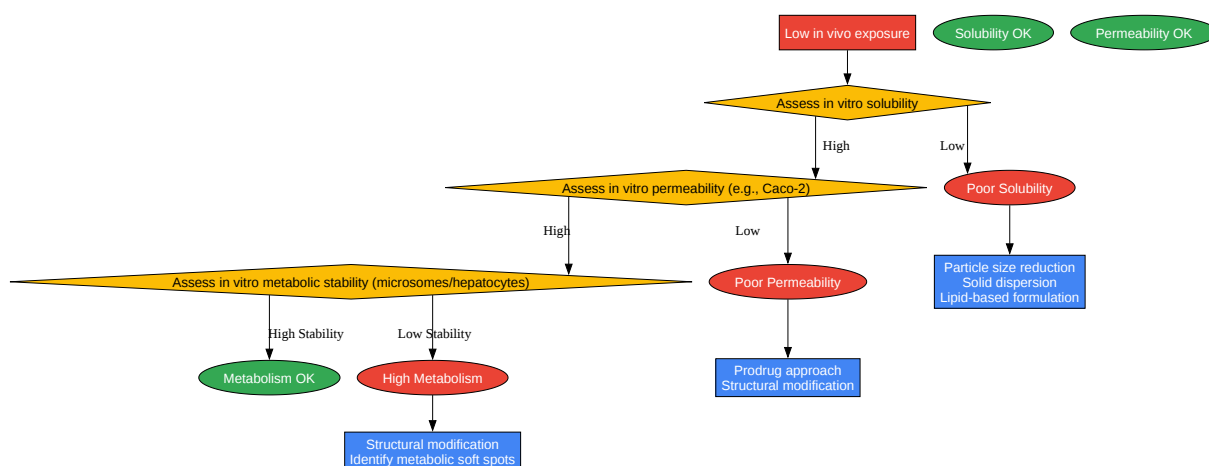 Low in vivo exposure
Solubility OK
Permeability OK
Assess in vitro solubility
High
Low
Assess in vitro permeability (e.g., Caco-2)
Poor Solubility
High
Low
Particle size reduction
Solid dispersion
Lipid-based formulation
Assess in vitro metabolic stability (microsomes/hepatocytes)
Poor Permeability
High Stability
Low Stability
Metabolism OK
High Metabolism
Prodrug approach
Structural modification
Structural modification
Identify metabolic soft spots